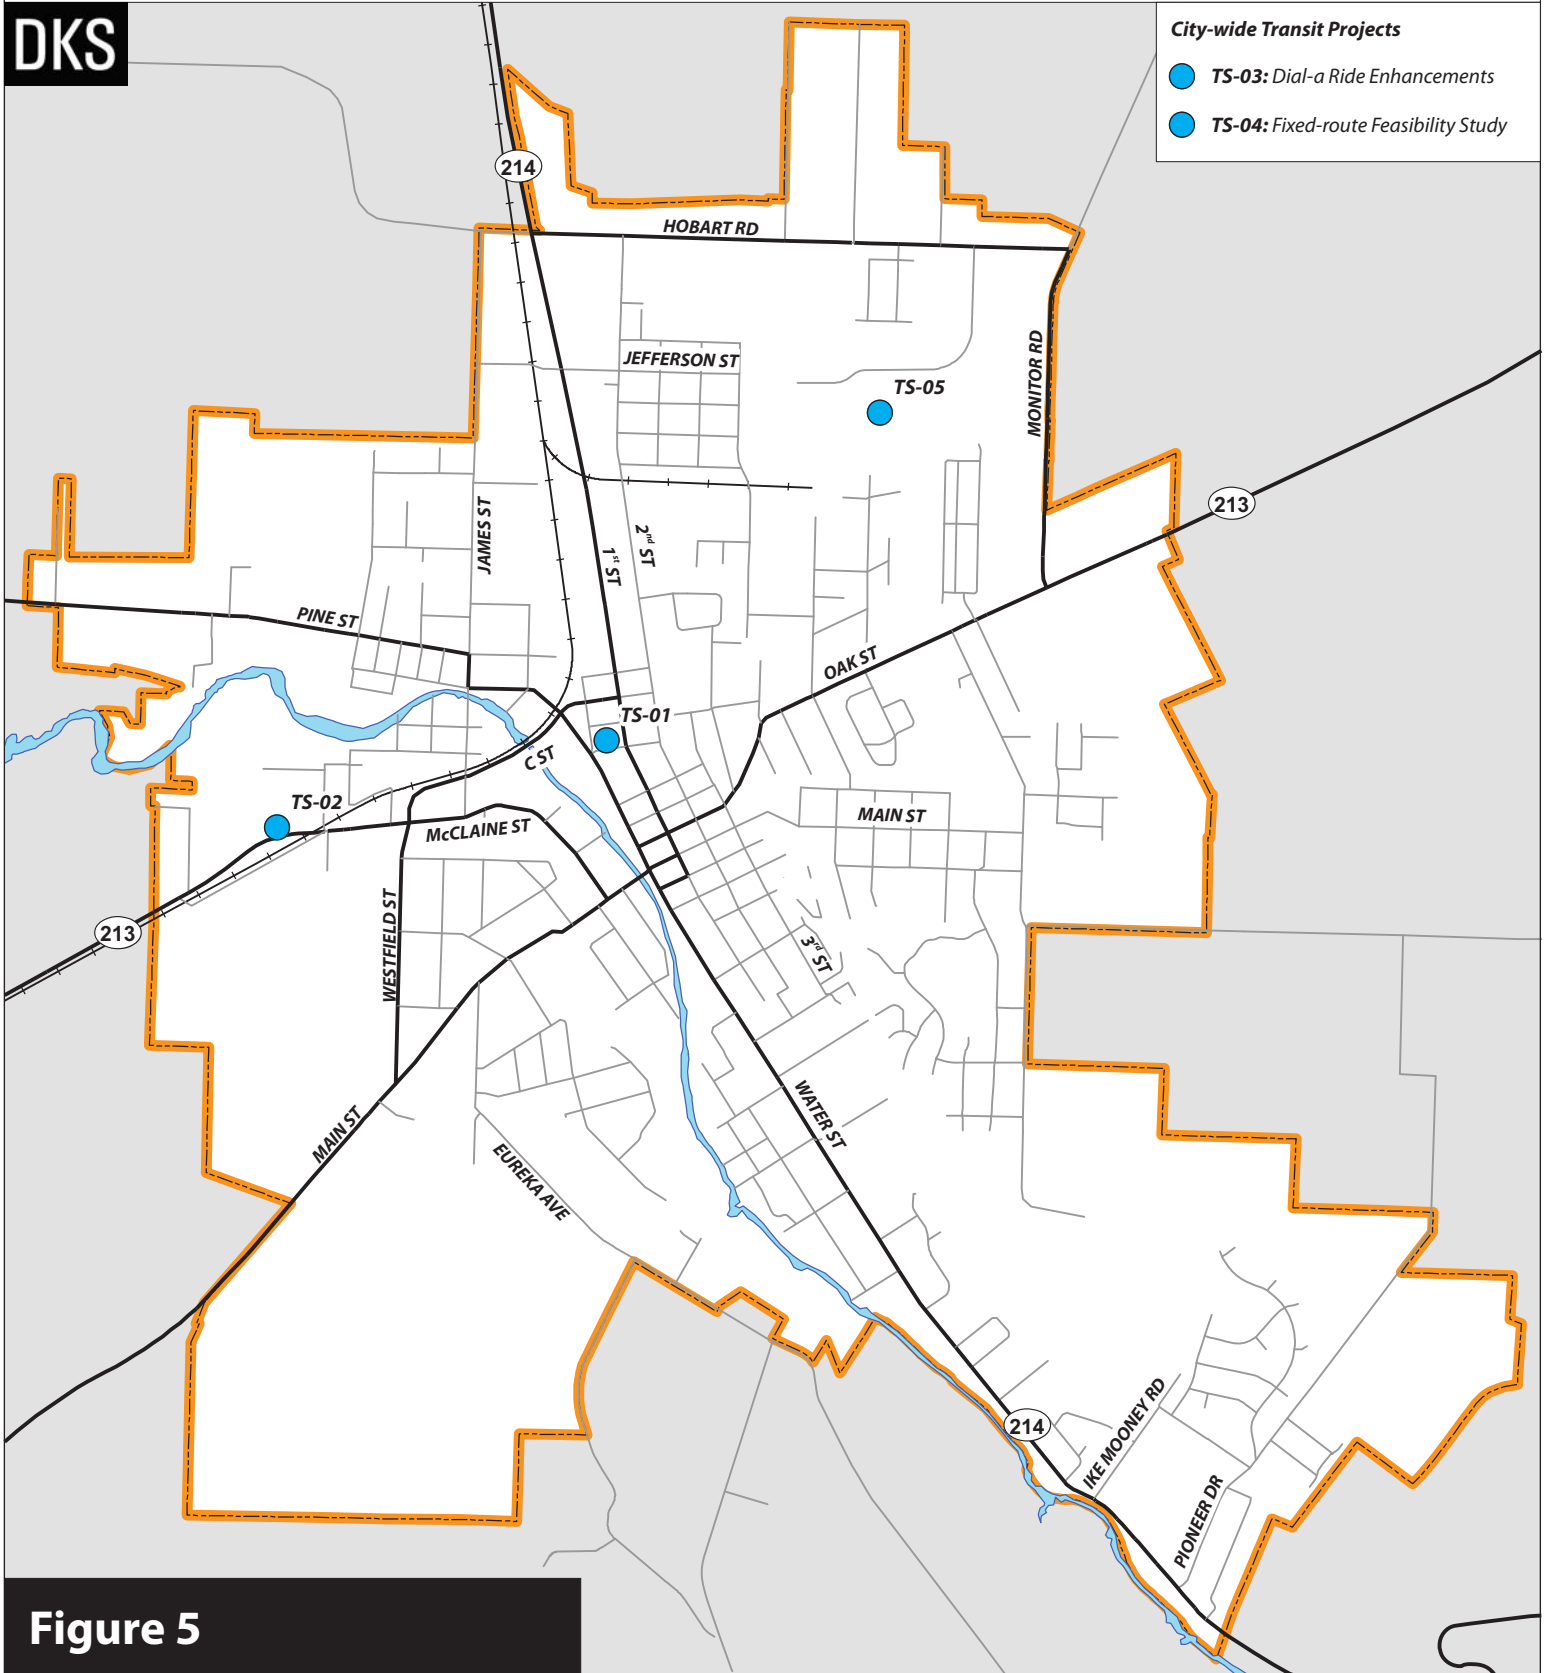 DKS
City-wide Transit Projects
TS-03: Dial-a Ride Enhancements
TS-04: Fixed-route Feasibility Study
214
HOBART RD
JEFFERSON ST
MONITOR RD
TS-05
213
JAMES ST
1st ST
2nd ST
PINE ST
OAK ST
TS-01
C ST
TS-02
McCLAINE ST
MAIN ST
WESTFIELD ST
213
3rd ST
WATER ST
MAIN ST
EUREKA AVE
214
IKE MOONEY RD
PIONEER DR
Figure 5